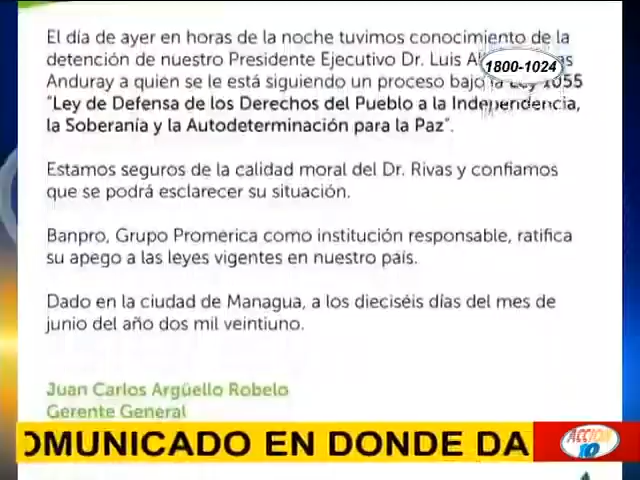 El día de ayer en horas de la noche tuvimos conocimiento de la
detención de nuestro Presidente Ejecutivo Dr. Luis
Anduray a quien se le está siguiendo un proceso bajo la Ley 1055
"Ley de Defensa de los Derechos del Pueblo a la Independencia,
la Soberanía y la Autodeterminación para la Paz".
1800-1024
Estamos seguros de la calidad moral del Dr. Rivas y confiamos
que se podrá esclarecer su situación.
Banpro, Grupo Promerica como institución responsable, ratifica
su apego a las leyes vigentes en nuestro país.
Dado en la ciudad de Managua, a los dieciséis días del mes de
junio del año dos mil veintiuno.
Juan Carlos Argüello Robelo
Gerente General
OMUNICADO EN DONDE DA
ACCION
10